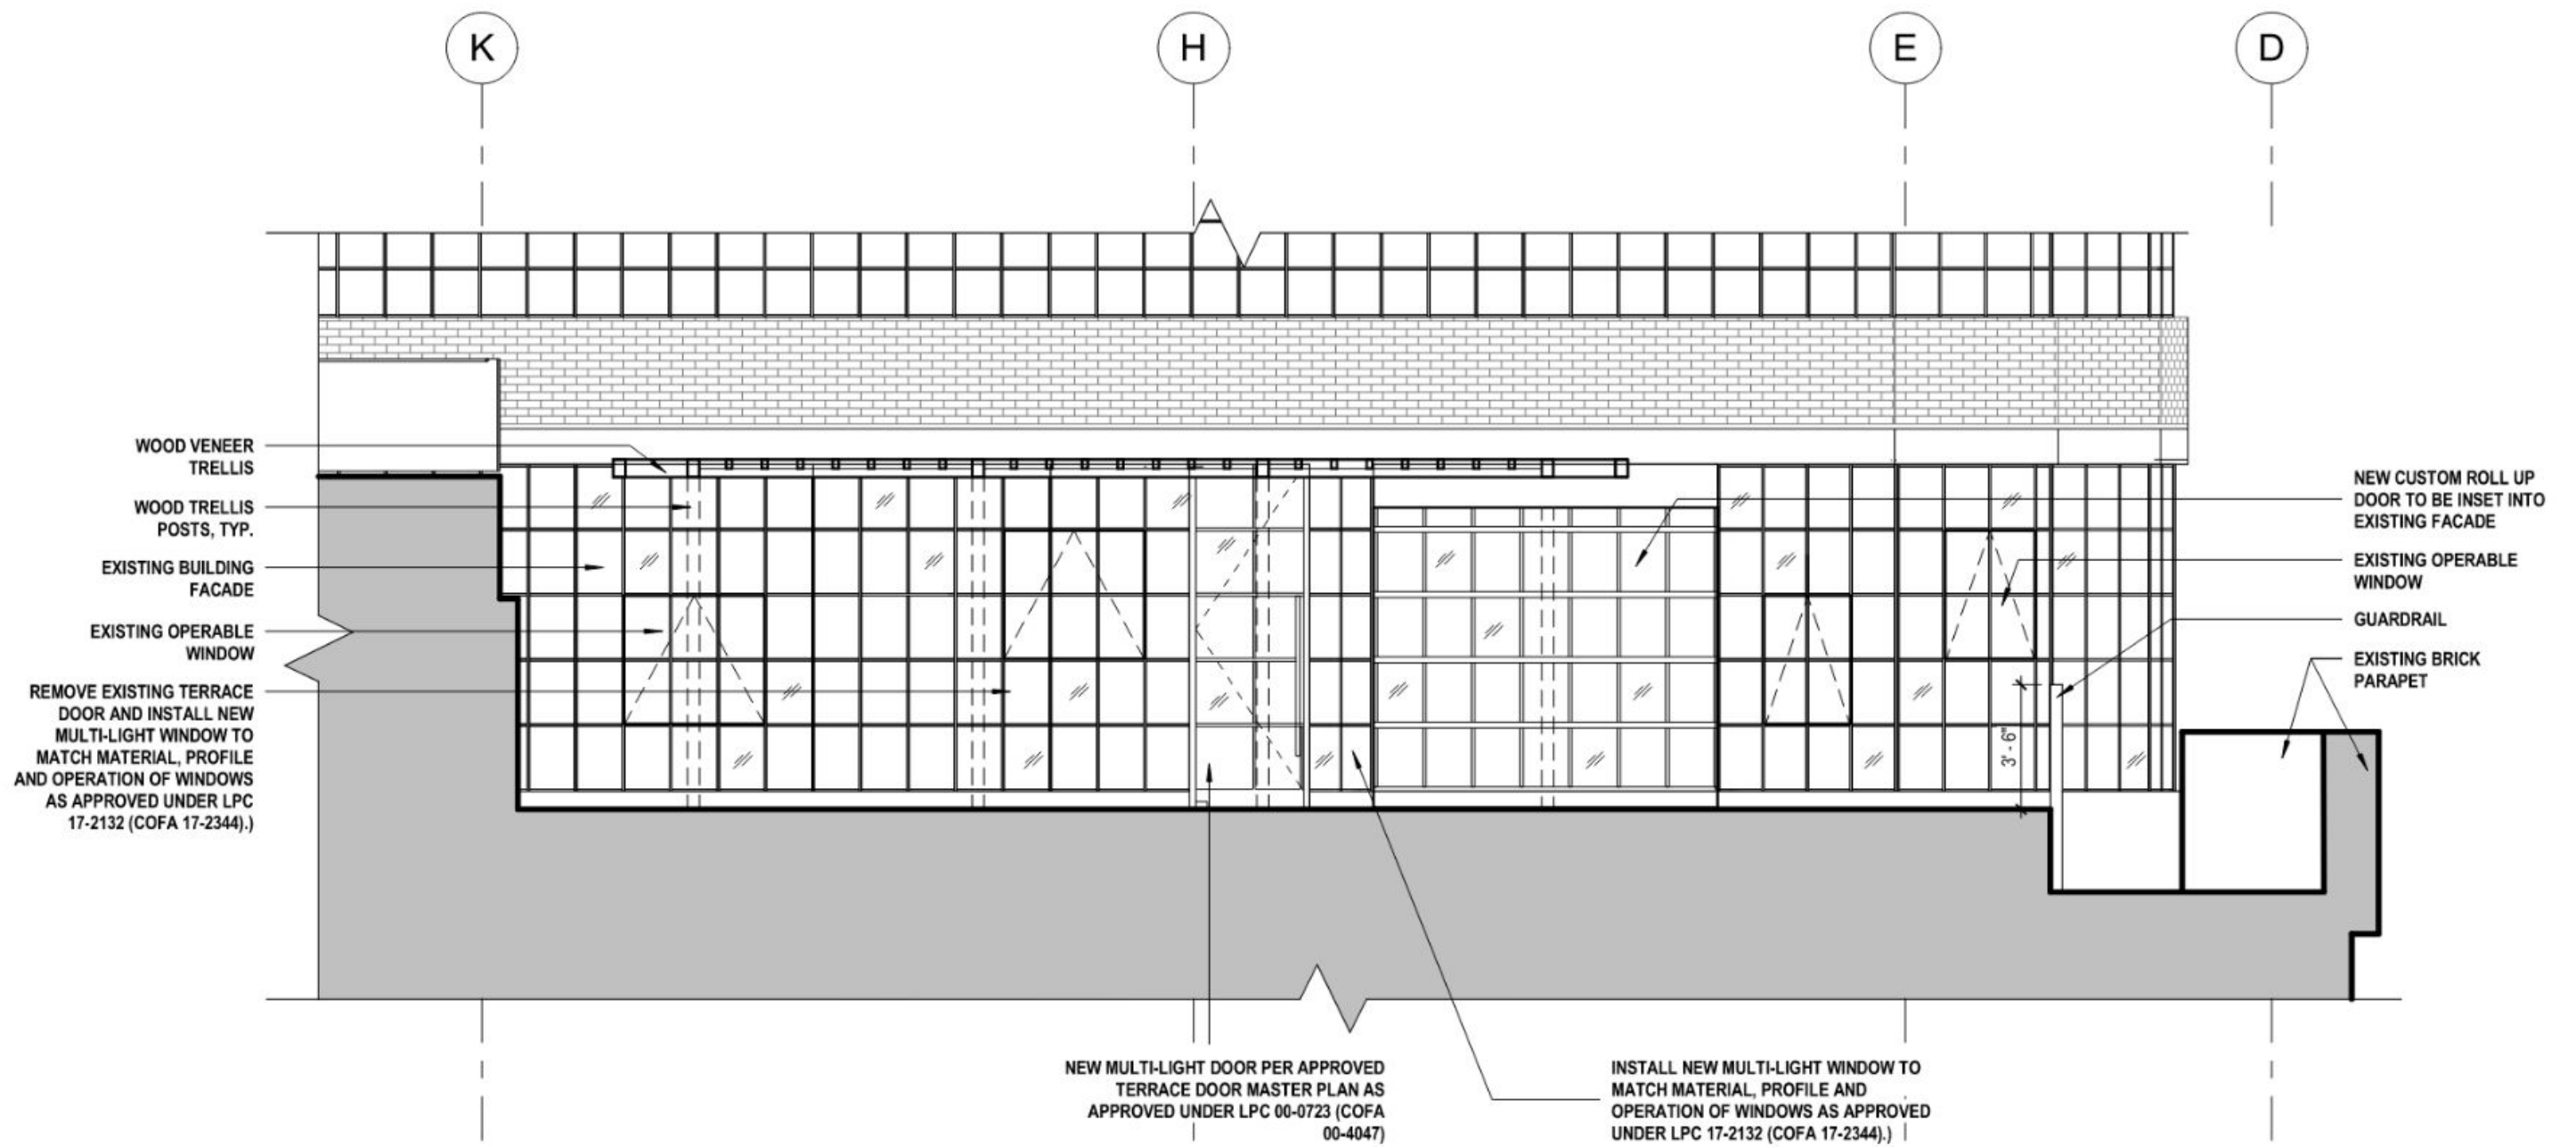 K
H
E
D
WOOD VENEER
TRELLIS
WOOD TRELLIS
POSTS, TYP.
EXISTING BUILDING
FACADE
EXISTING OPERABLE
WINDOW
REMOVE EXISTING TERRACE
DOOR AND INSTALL NEW
MULTI-LIGHT WINDOW TO
MATCH MATERIAL, PROFILE
AND OPERATION OF WINDOWS
AS APPROVED UNDER LPC
17-2132 (COFA 17-2344).)
NEW CUSTOM ROLL UP
DOOR TO BE INSET INTO
EXISTING FACADE
EXISTING OPERABLE
WINDOW
GUARDRAIL
EXISTING BRICK
PARAPET
3' - 6"
NEW MULTI-LIGHT DOOR PER APPROVED
TERRACE DOOR MASTER PLAN AS
APPROVED UNDER LPC 00-0723 (COFA
00-4047)
INSTALL NEW MULTI-LIGHT WINDOW TO
MATCH MATERIAL, PROFILE AND
OPERATION OF WINDOWS AS APPROVED
UNDER LPC 17-2132 (COFA 17-2344).)